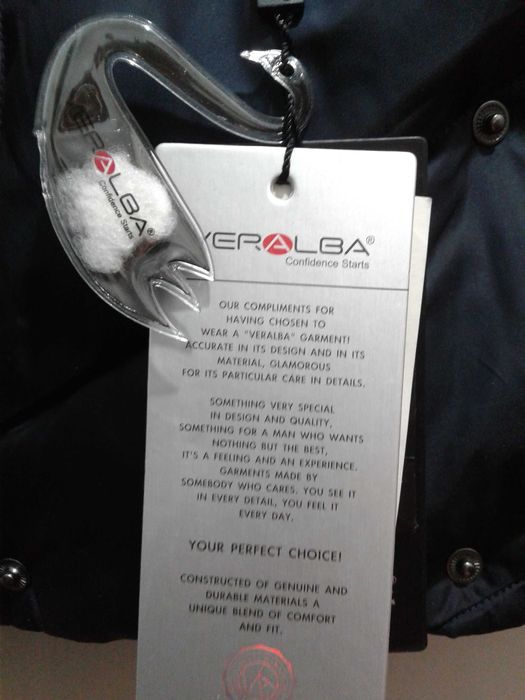 VERALBA®
Confidence Starts
VERALBA®
Confidence Starts
OUR COMPLIMENTS FOR
HAVING CHOSEN TO
WEAR A "VERALBA" GARMENT!
ACCURATE IN ITS DESIGN AND IN ITS
MATERIAL, GLAMOROUS
FOR ITS PARTICULAR CARE IN DETAILS.
SOMETHING VERY SPECIAL
IN DESIGN AND QUALITY,
SOMETHING FOR A MAN WHO WANTS
NOTHING BUT THE BEST,
IT'S A FEELING AND AN EXPERIENCE.
GARMENTS MADE BY
SOMEBODY WHO CARES. YOU SEE IT
IN EVERY DETAIL, YOU FEEL IT
EVERY DAY.
YOUR PERFECT CHOICE!
CONSTRUCTED OF GENUINE AND
DURABLE MATERIALS A
UNIQUE BLEND OF COMFORT
AND FIT.